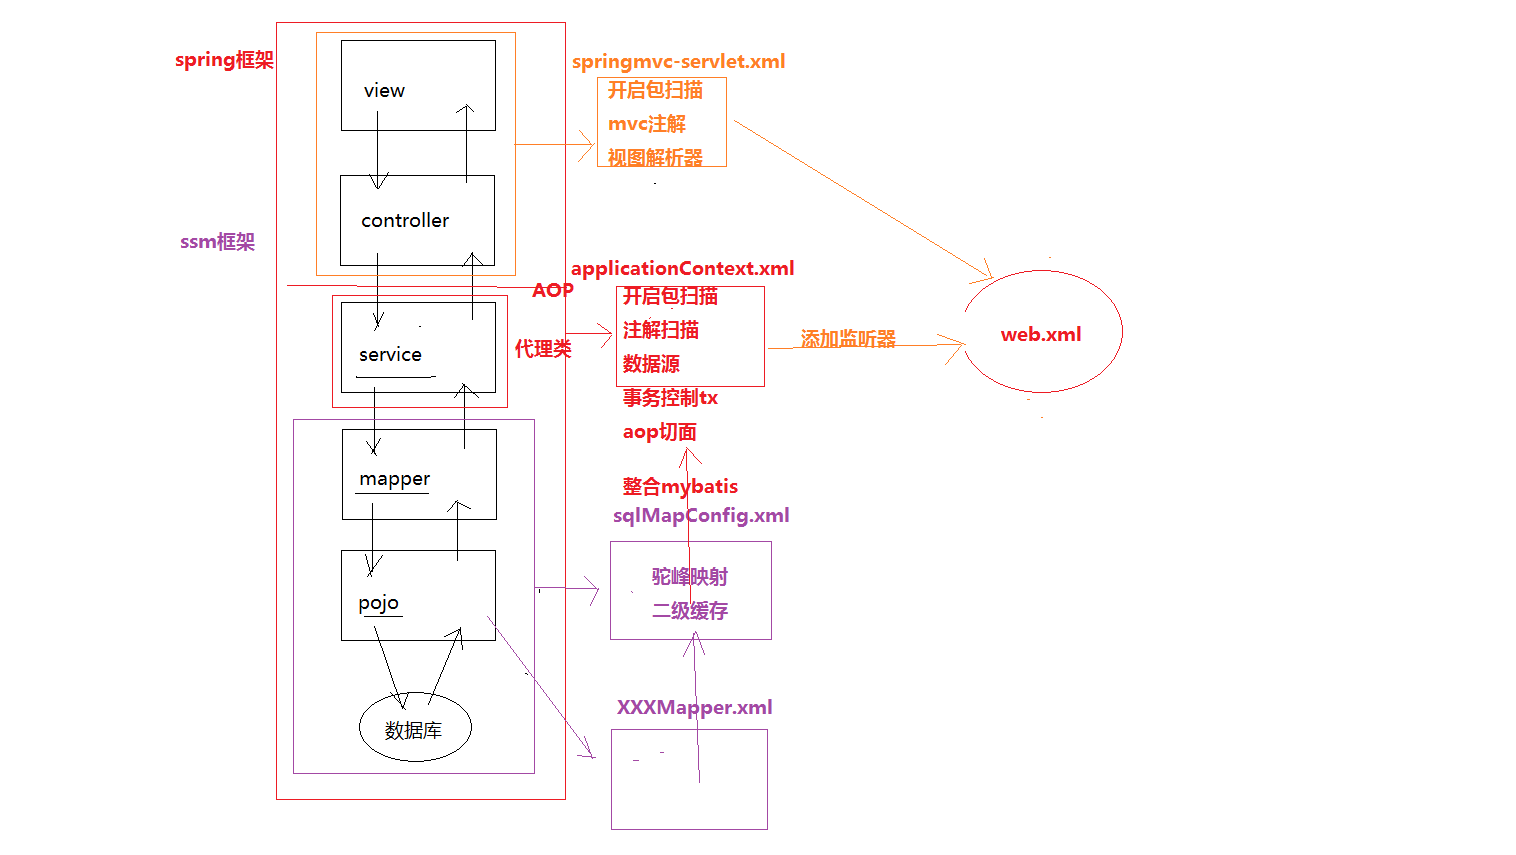 spring框架
view
springmvc-servlet.xml
开启包扫描
mvc注解
视图解析器
controller
ssm框架
AOP
applicationContext.xml
开启包扫描
注解扫描
数据源
事务控制tx
aop切面
service
代理类
添加监听器
web.xml
mapper
整合mybatis
sqlMapConfig.xml
驼峰映射
二级缓存
pojo
数据库
XXXMapper.xml